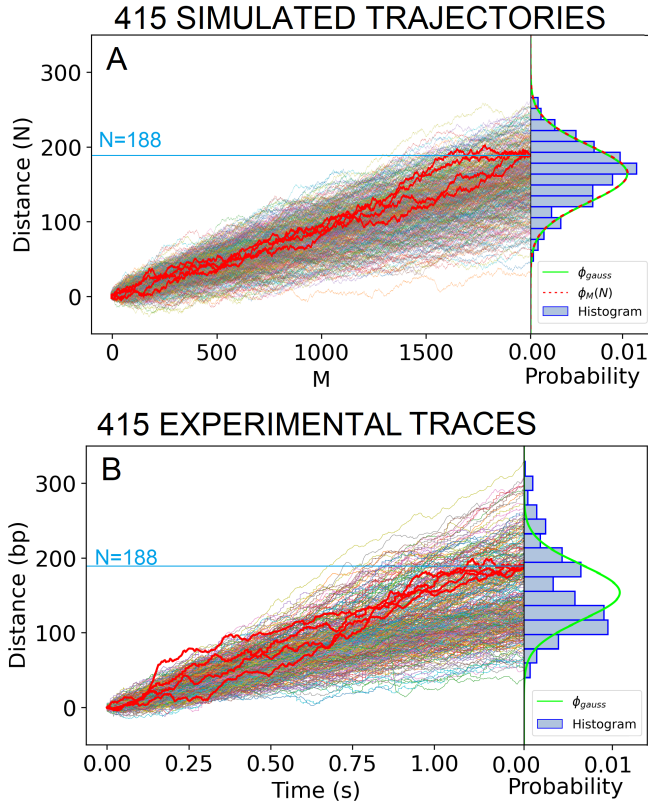 415 SIMULATED TRAJECTORIES
A
300
200
100
0
N=188
Distance (N)
0
500
1000
1500
M
0.00
0.01
Probability
ϕgauss
ϕM(N)
Histogram
415 EXPERIMENTAL TRACES
B
300
200
100
0
N=188
Distance (bp)
0.00
0.25
0.50
0.75
1.00
Time (s)
0.00
0.01
Probability
ϕgauss
Histogram